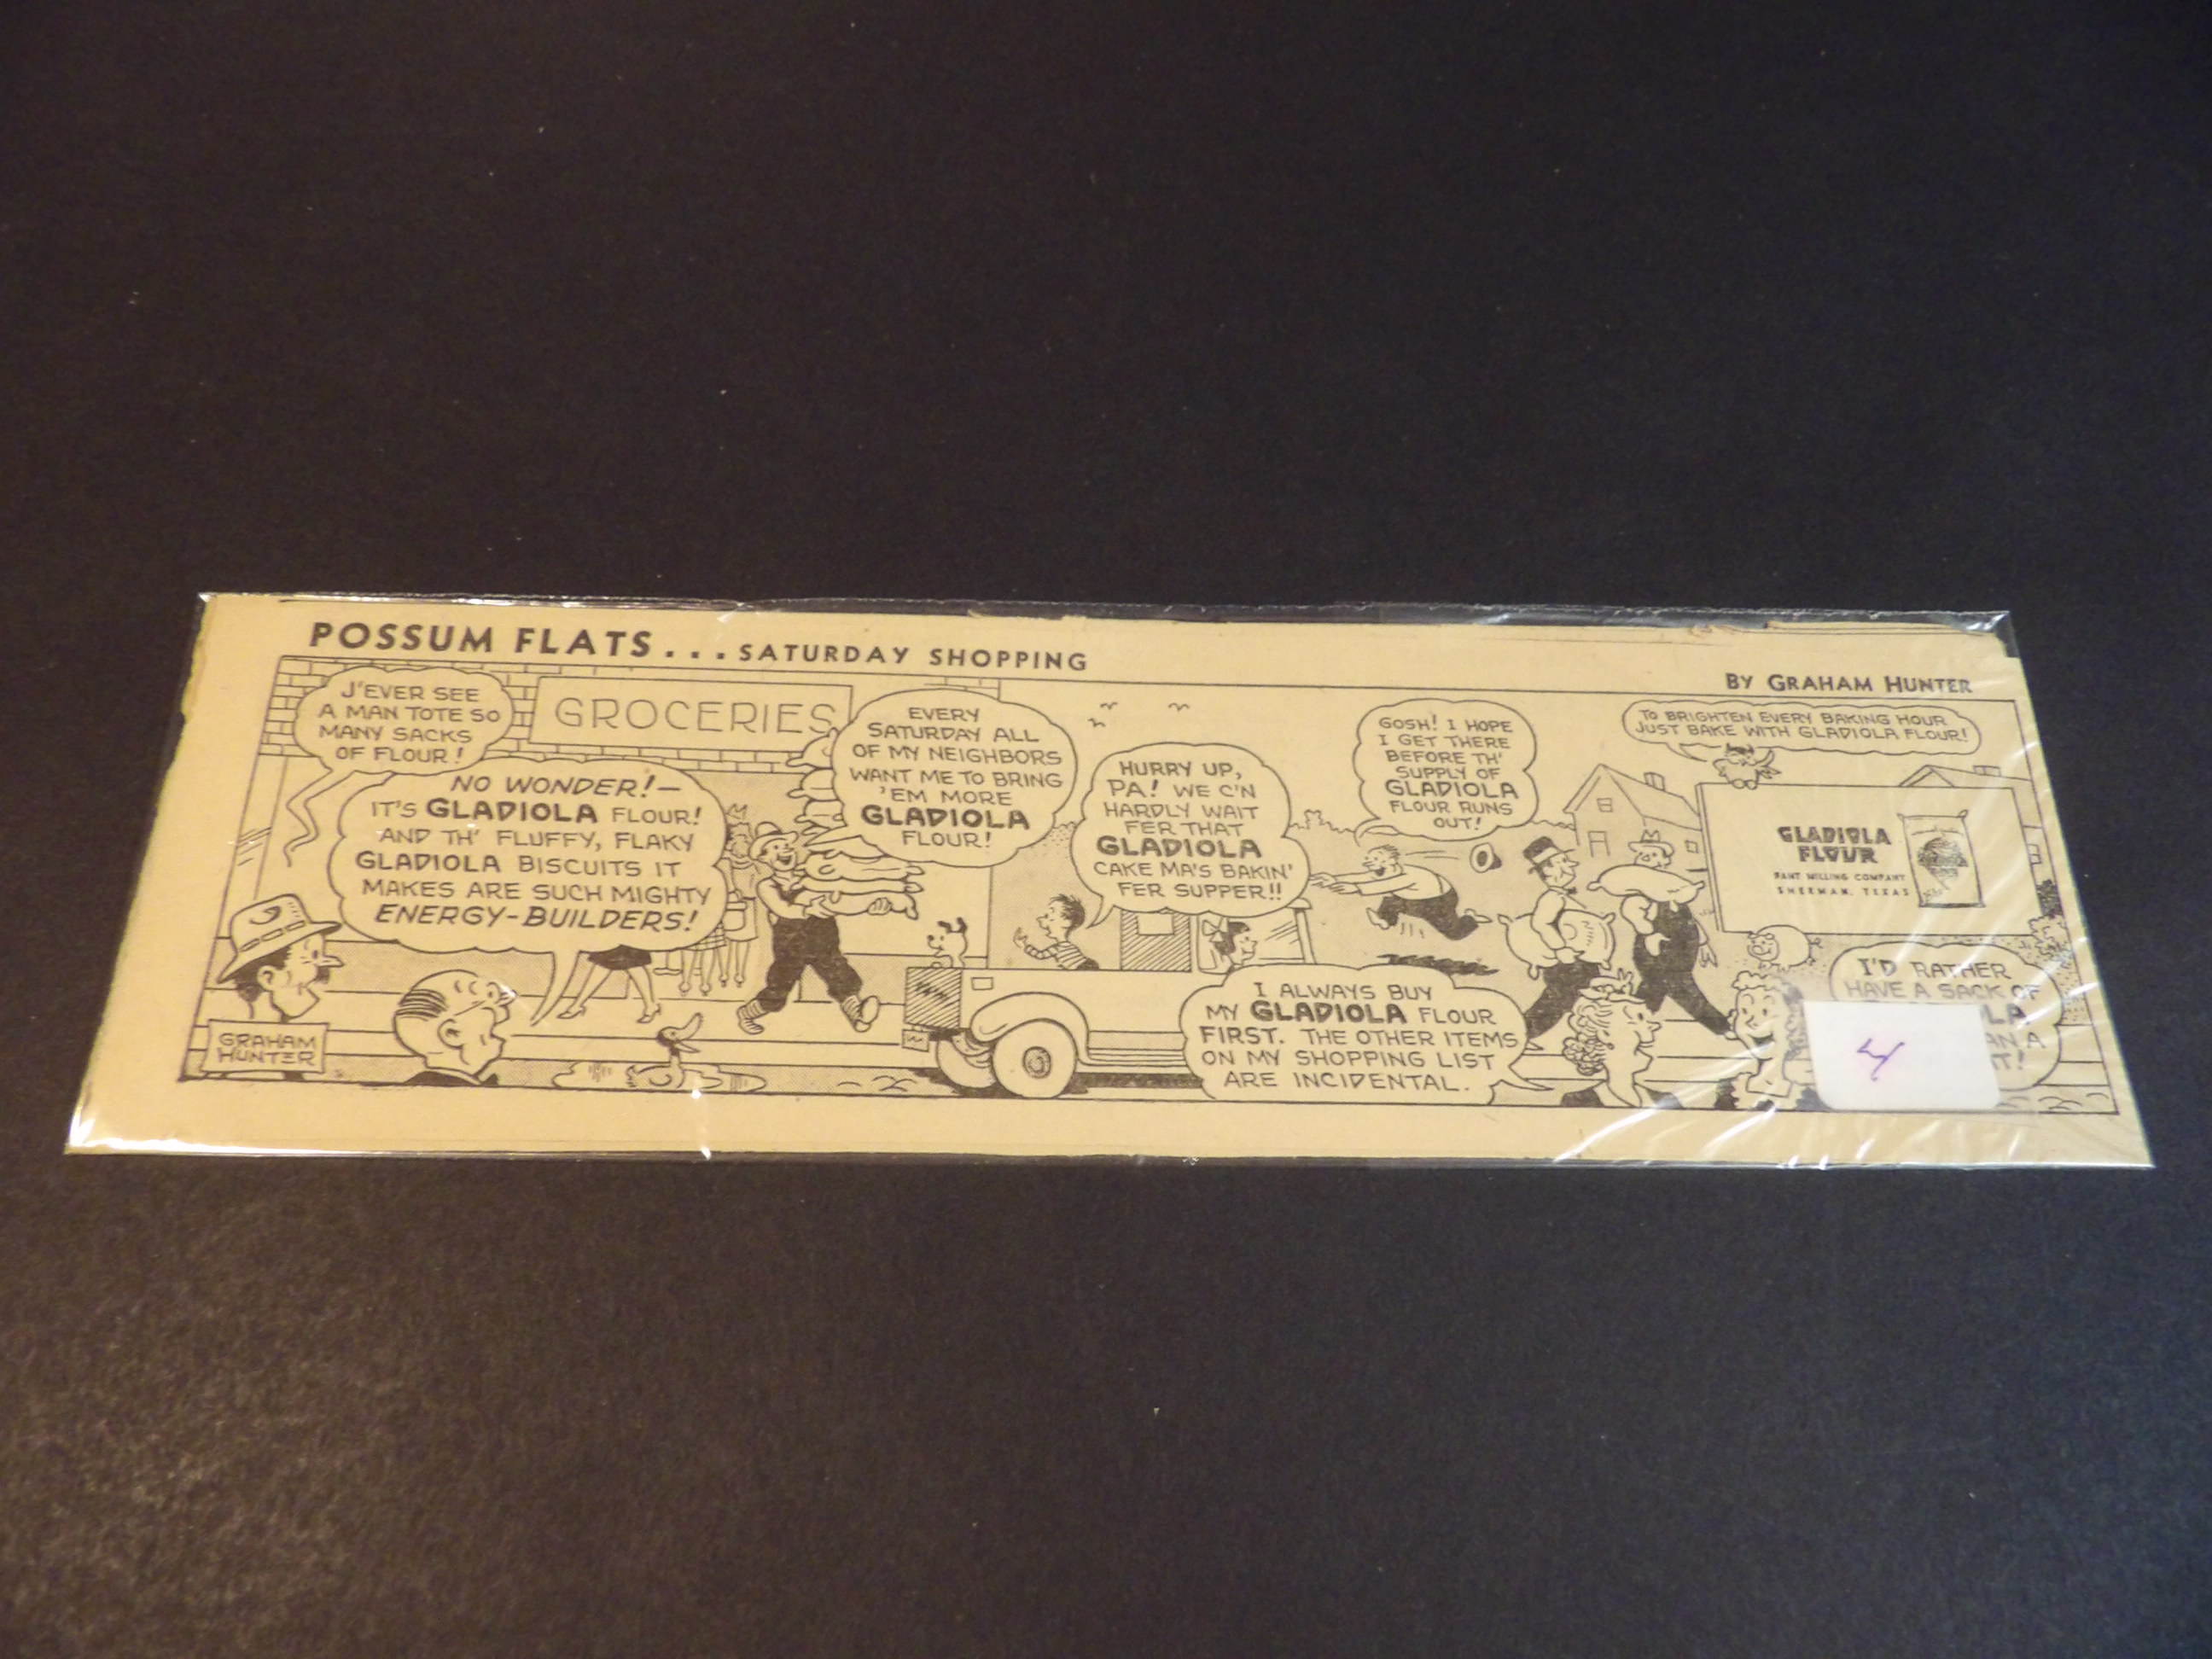 POSSUM FLATS... SATURDAY SHOPPING
BY GRAHAM HUNTER
J'EVER SEE
A MAN TOTE SO
MANY SACKS
OF FLOUR!
NO WONDER!—
IT'S GLADIOLA FLOUR!
AND TH' FLUFFY, FLAKY
GLADIOLA BISCUITS IT
MAKES ARE SUCH MIGHTY
ENERGY-BUILDERS!
GROCERIES
EVERY
SATURDAY ALL
OF MY NEIGHBORS
WANT ME TO BRING
'EM MORE
GLADIOLA
FLOUR!
HURRY UP,
PA! WE C'N
HARDLY WAIT
FER THAT
GLADIOLA
CAKE MA'S BAKIN'
FER SUPPER!!
GOSH! I HOPE
I GET THERE
BEFORE TH'
SUPPLY OF
GLADIOLA
FLOUR RUNS
OUT!
TO BRIGHTEN EVERY BAKING HOUR
JUST BAKE WITH GLADIOLA FLOUR!
GLADIOLA
FLOUR
FANT MILLING COMPANY
SHERMAN, TEXAS
I ALWAYS BUY
MY GLADIOLA FLOUR
FIRST. THE OTHER ITEMS
ON MY SHOPPING LIST
ARE INCIDENTAL.
I'D RATHER
HAVE A SACK OF
LA
AN A
T!
4
GRAHAM
HUNTER